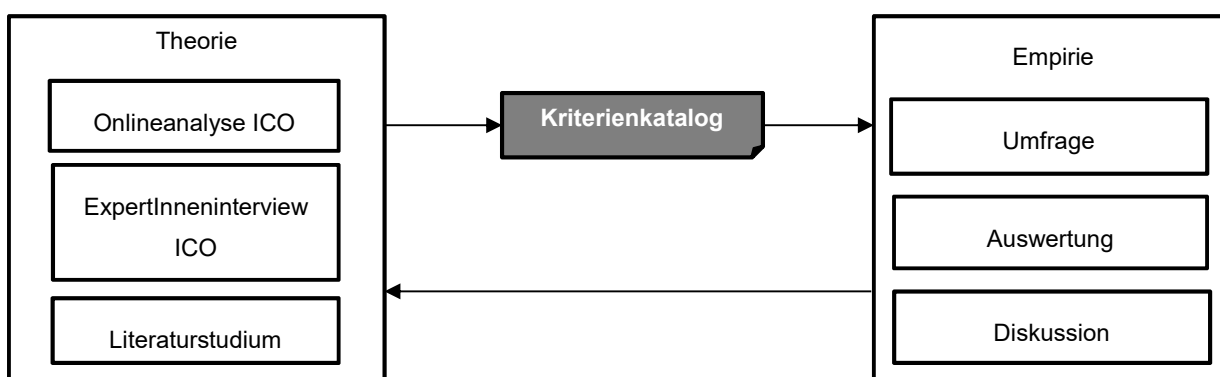 Theorie
Onlineanalyse ICO
ExpertInneninterview
ICO
Literaturstudium
Kriterienkatalog
Empirie
Umfrage
Auswertung
Diskussion